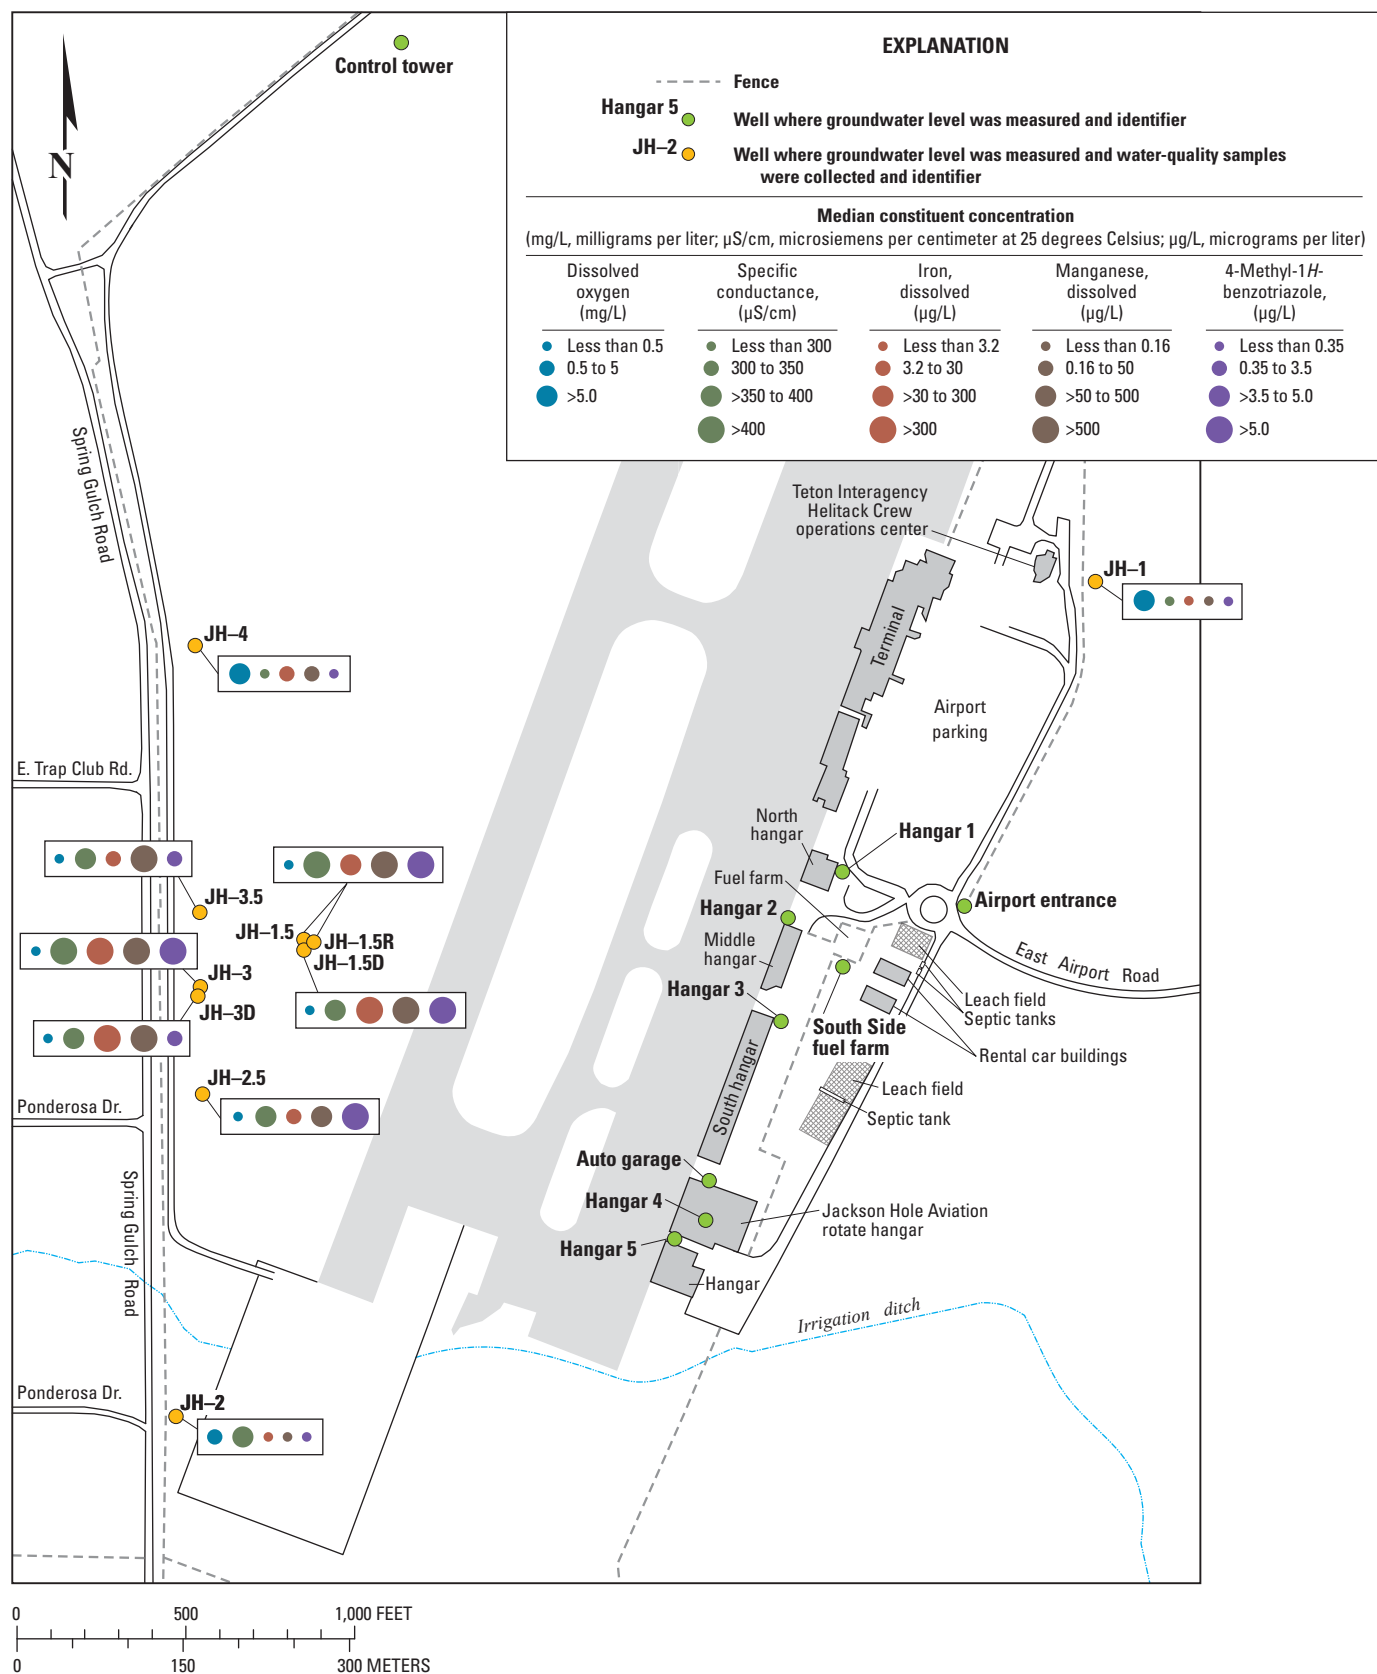 Control tower
N
EXPLANATION
Fence
Hangar 5
Well where groundwater level was measured and identifier
JH–2
Well where groundwater level was measured and water-quality samples
were collected and identifier
Median constituent concentration
(mg/L, milligrams per liter; µS/cm, microsiemens per centimeter at 25 degrees Celsius; µg/L, micrograms per liter)
Dissolved
oxygen
(mg/L)
Less than 0.5
0.5 to 5
>5.0
Specific
conductance,
(µS/cm)
Less than 300
300 to 350
>350 to 400
>400
Iron,
dissolved
(µg/L)
Less than 3.2
3.2 to 30
>30 to 300
>300
Manganese,
dissolved
(µg/L)
Less than 0.16
0.16 to 50
>50 to 500
>500
4-Methyl-1H-
benzotriazole,
(µg/L)
Less than 0.35
0.35 to 3.5
>3.5 to 5.0
>5.0
Spring Gulch Road
Teton Interagency
Helitack Crew
operations center
JH–1
JH–4
Terminal
Airport
parking
E. Trap Club Rd.
North
hangar
Hangar 1
Fuel farm
JH–3.5
Hangar 2
Airport entrance
JH–1.5
JH–1.5R
JH–1.5D
Middle
hangar
East Airport Road
JH–3
JH–3D
Hangar 3
Leach field
Septic tanks
South Side
fuel farm
Rental car buildings
South hangar
JH–2.5
Leach field
Ponderosa Dr.
Septic tank
Auto garage
Spring Gulch Road
Hangar 4
Jackson Hole Aviation
rotate hangar
Hangar 5
Hangar
Irrigation ditch
Ponderosa Dr.
JH–2
0 500 1,000 FEET
0 150 300 METERS